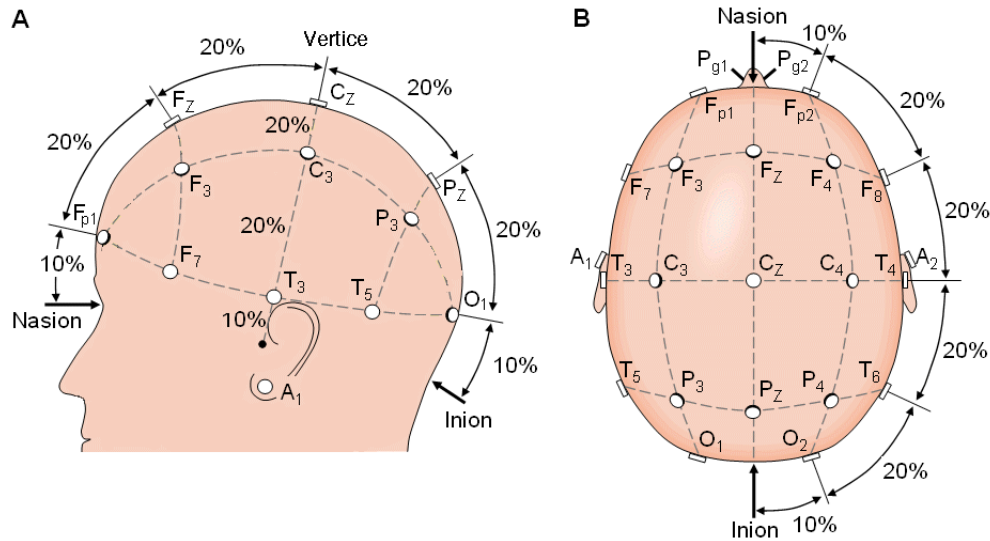 A
Vertice
20%
20%
20%
20%
20%
20%
10%
10%
10%
FZ
CZ
PZ
F3
C3
P3
Fp1
F7
T3
T5
O1
A1
Nasion
Inion
B
Nasion
10%
Pg1
Pg2
Fp1
Fp2
20%
F7
F3
FZ
F4
F8
20%
A1
T3
C3
CZ
C4
T4
A2
20%
T5
P3
PZ
P4
T6
O1
O2
20%
10%
Inion